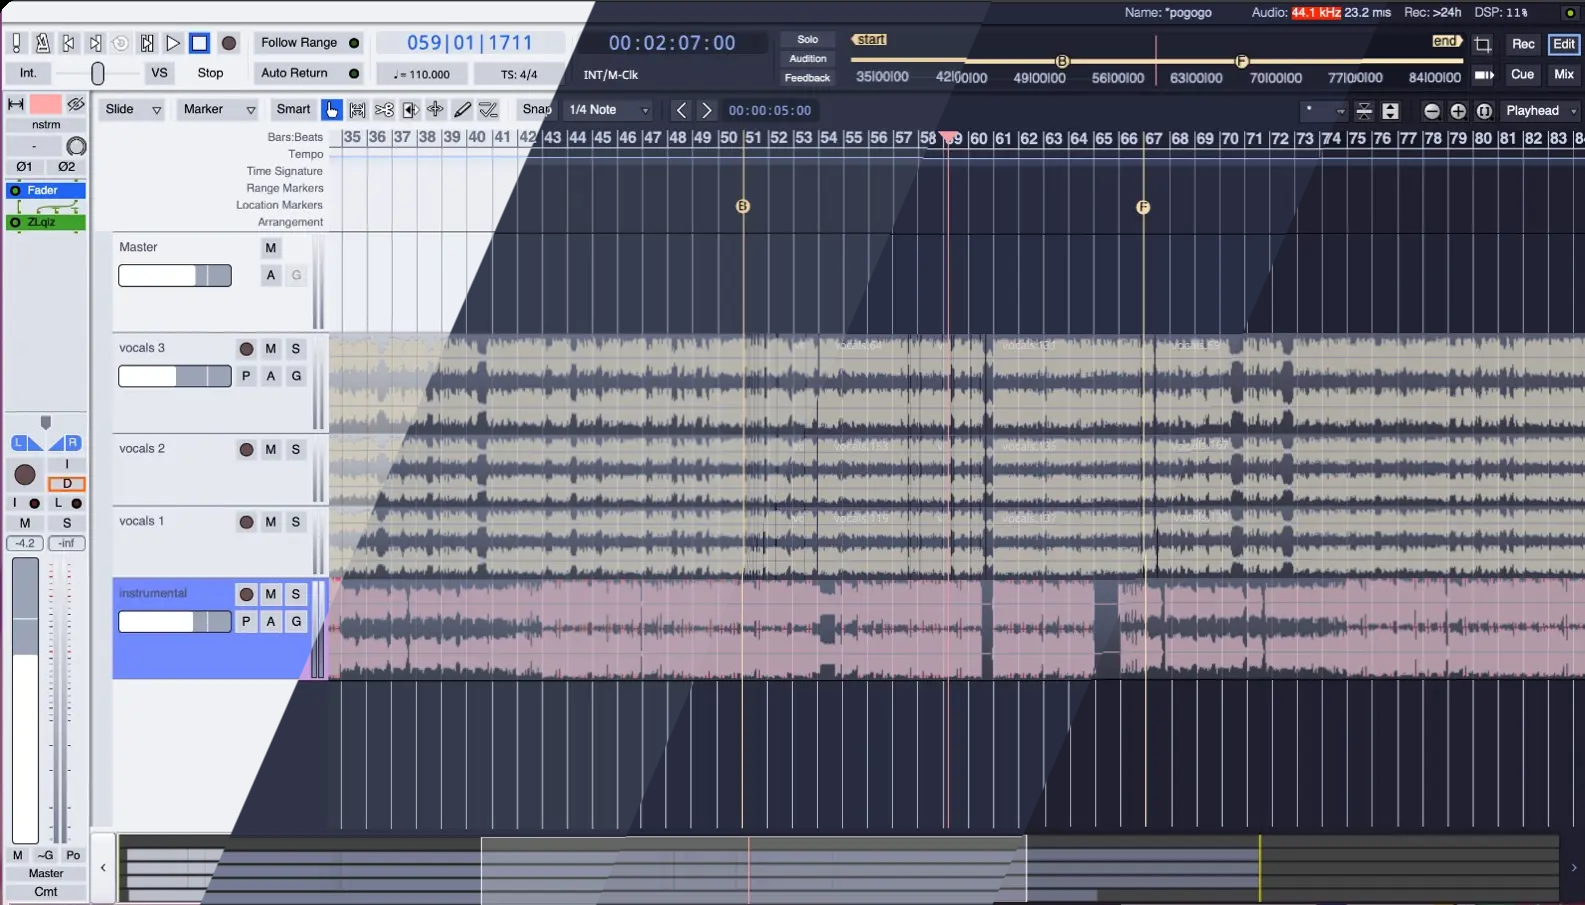 Name: *pogogo Audio: 44.1 kHz 23.2 ms Rec: >24h DSP: 11%
Follow Range 059|01|1711 00:02:07:00 Solo start end Rec Edit
Audition
Int. VS Stop Auto Return ♩= 110.000 TS: 4/4 INT/M-Clk Feedback 35|00|00 42|00|00 49|00|00 56|00|00 63|00|00 70|00|00 77|00|00 84|00|00 Cue Mix
B F
Slide Marker Smart Snap 1/4 Note 00:00:05:00 * Playhead
nstrm
-
Ø1 Ø2
Fader
ZLqlz
Bars:Beats 35 36 37 38 39 40 41 42 43 44 45 46 47 48 49 50 51 52 53 54 55 56 57 58 59 60 61 62 63 64 65 66 67 68 69 70 71 72 73 74 75 76 77 78 79 80 81 82 83
Tempo
Time Signature
Range Markers
Location Markers B F
Arrangement
Master M
A G
vocals 3 M S
P A G
vocals 2 M S
vocals 1 M S
instrumental M S
P A G
L R
I
D
I L
M S
-4.2 -inf
M ~G Po
Master
Cmt